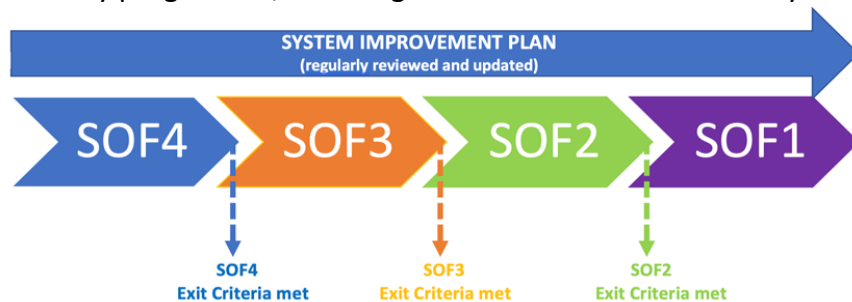 SYSTEM IMPROVEMENT PLAN
(regularly reviewed and updated)
SOF4 SOF3 SOF2 SOF1
SOF4 SOF3 SOF2
Exit Criteria met Exit Criteria met Exit Criteria met